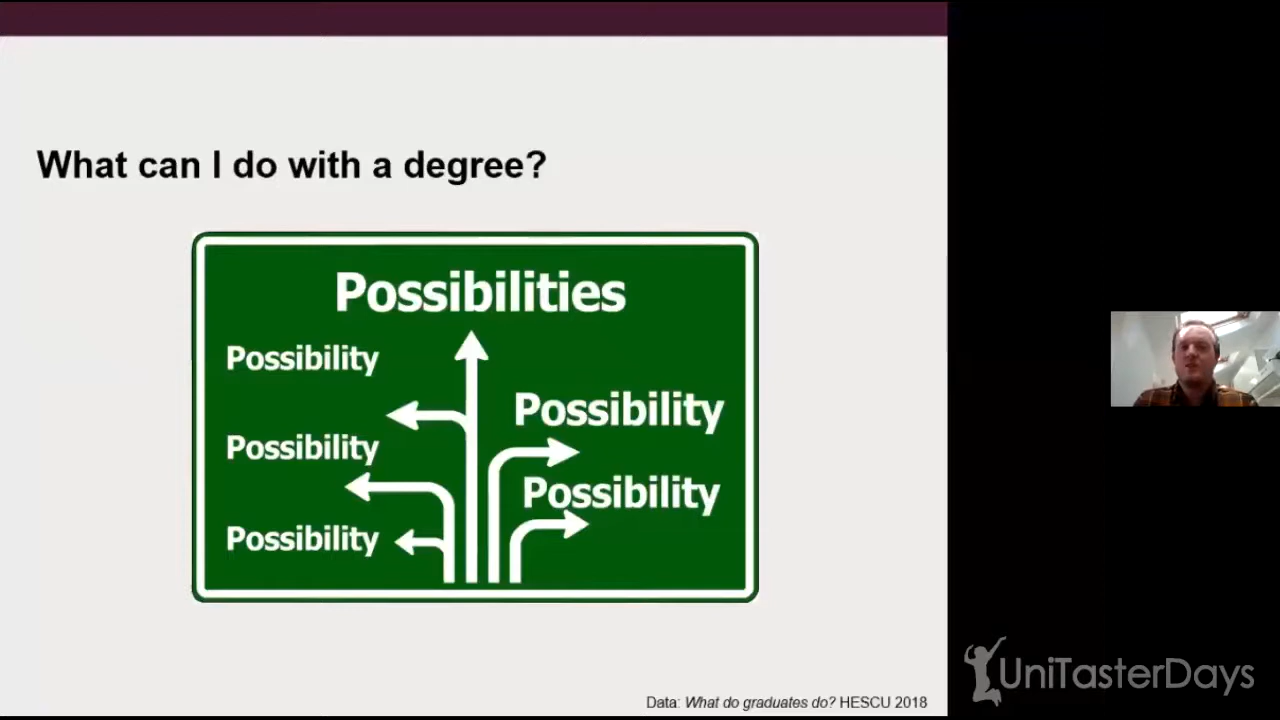 What can I do with a degree?
Possibilities
Possibility
Possibility
Possibility
Possibility
Possibility
Data: What do graduates do? HESCU 2018
UniTasterDays